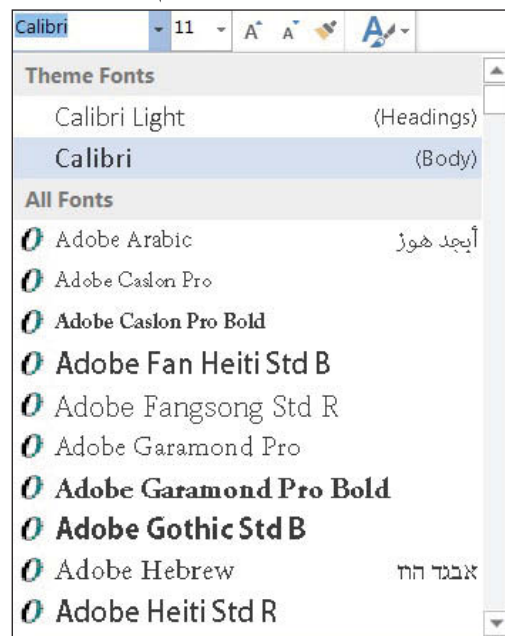 Calibri 11 A A A
Theme Fonts
Calibri Light (Headings)
Calibri (Body)
All Fonts
Adobe Arabic أيجد هوز
Adobe Caslon Pro
Adobe Caslon Pro Bold
Adobe Fan Heiti Std B
Adobe Fangsong Std R
Adobe Garamond Pro
Adobe Garamond Pro Bold
Adobe Gothic Std B
Adobe Hebrew אבגד הוז
Adobe Heiti Std R